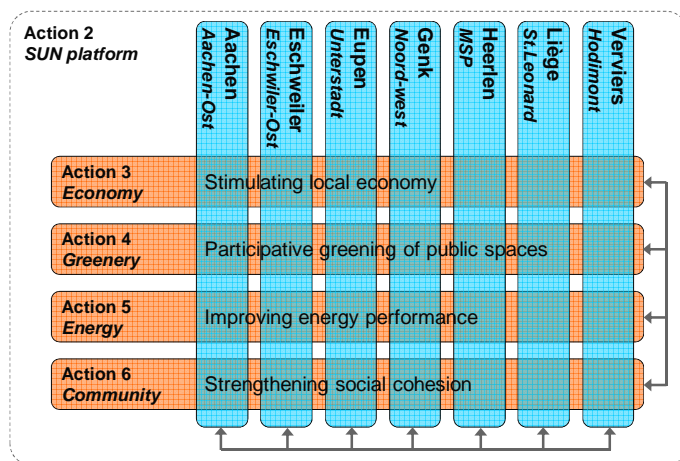 Action 2
SUN platform
Aachen
Aachen-Ost
Eschweiler
Eschwiler-Ost
Eupen
Unterstadt
Genk
Noord-west
Heerlen
MSP
Liège
St.Leonard
Verviers
Hodimont
Action 3
Economy
Stimulating local economy
Action 4
Greenery
Participative greening of public spaces
Action 5
Energy
Improving energy performance
Action 6
Community
Strengthening social cohesion